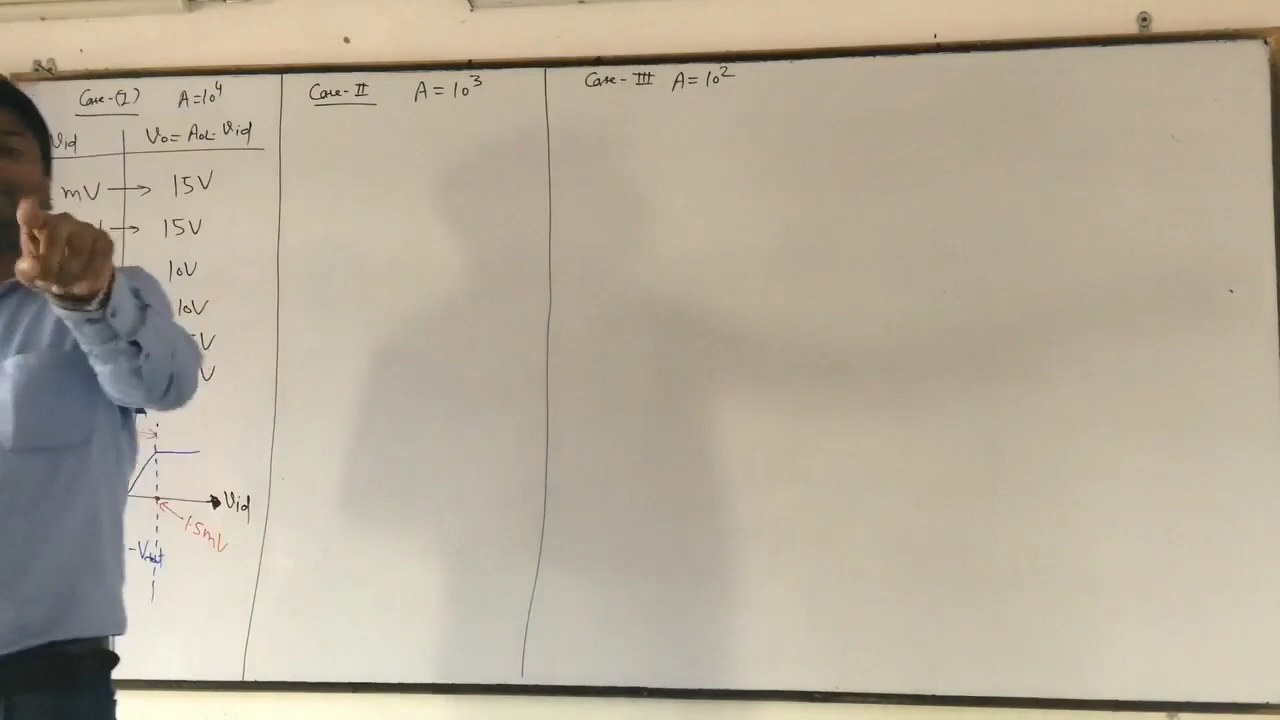 Case-(I) A=10⁴
Vid Vo= AOL. Vid
mV → 15V
→ 15V
10V
10V
V
V
Vid
1.5mV
-Vsat
Case-II A = 10³
Case-III A=10²